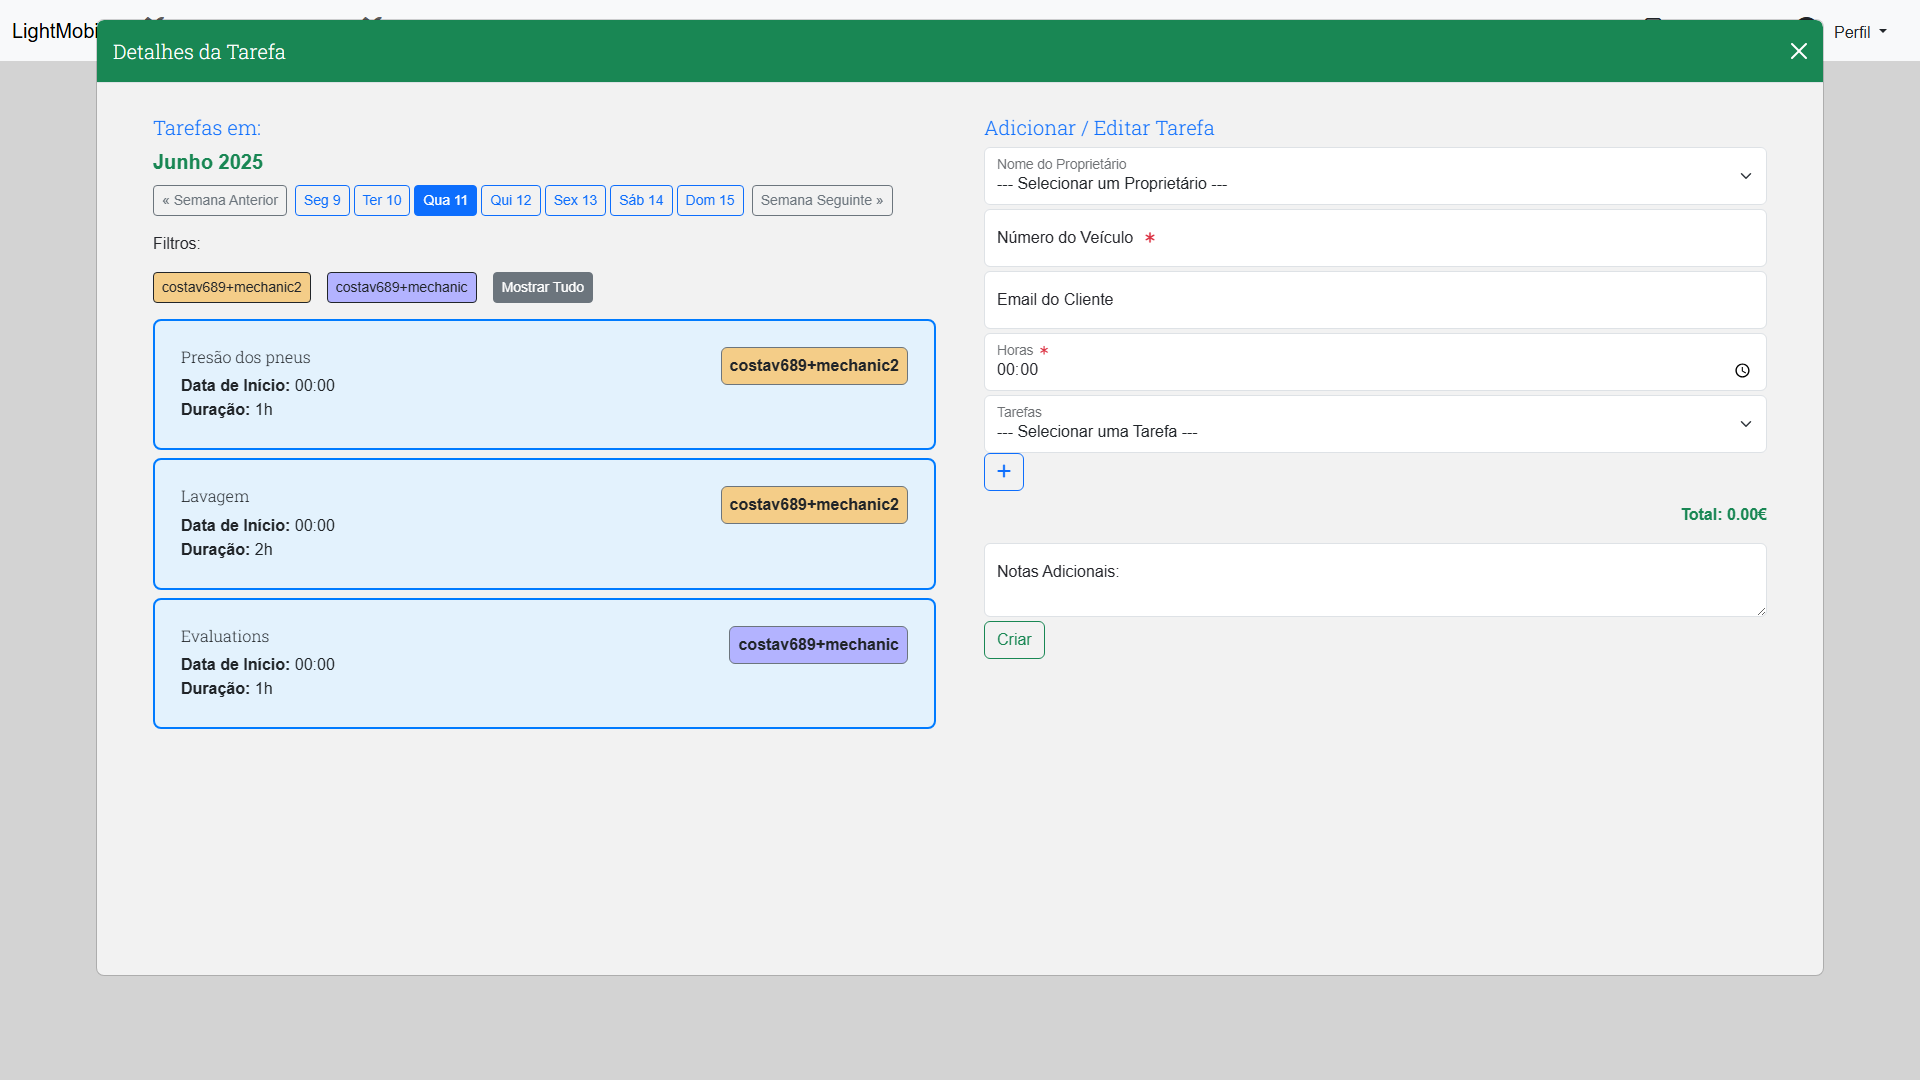 LightMobi
Perfil
Detalhes da Tarefa
Tarefas em:
Junho 2025
« Semana Anterior Seg 9 Ter 10 Qua 11 Qui 12 Sex 13 Sáb 14 Dom 15 Semana Seguinte »
Filtros:
costav689+mechanic2 costav689+mechanic Mostrar Tudo
Presão dos pneus
costav689+mechanic2
Data de Início: 00:00
Duração: 1h
Lavagem
costav689+mechanic2
Data de Início: 00:00
Duração: 2h
Evaluations
costav689+mechanic
Data de Início: 00:00
Duração: 1h
Adicionar / Editar Tarefa
Nome do Proprietário
--- Selecionar um Proprietário ---
Número do Veículo *
Email do Cliente
Horas *
00:00
Tarefas
--- Selecionar uma Tarefa ---
+
Total: 0.00€
Notas Adicionais:
Criar